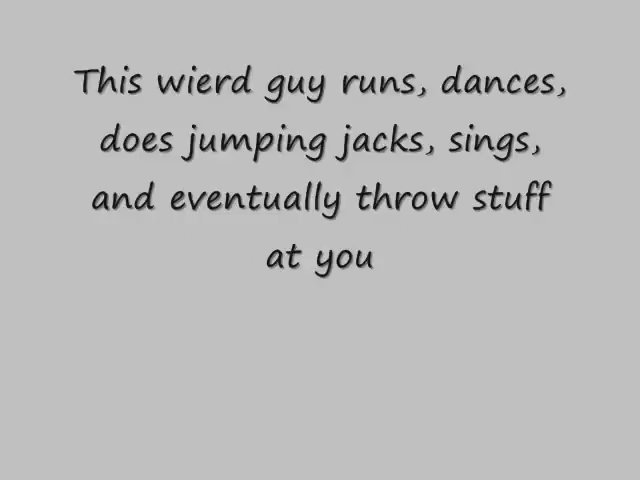 This wierd guy runs, dances,
does jumping jacks, sings,
and eventually throw stuff
at you